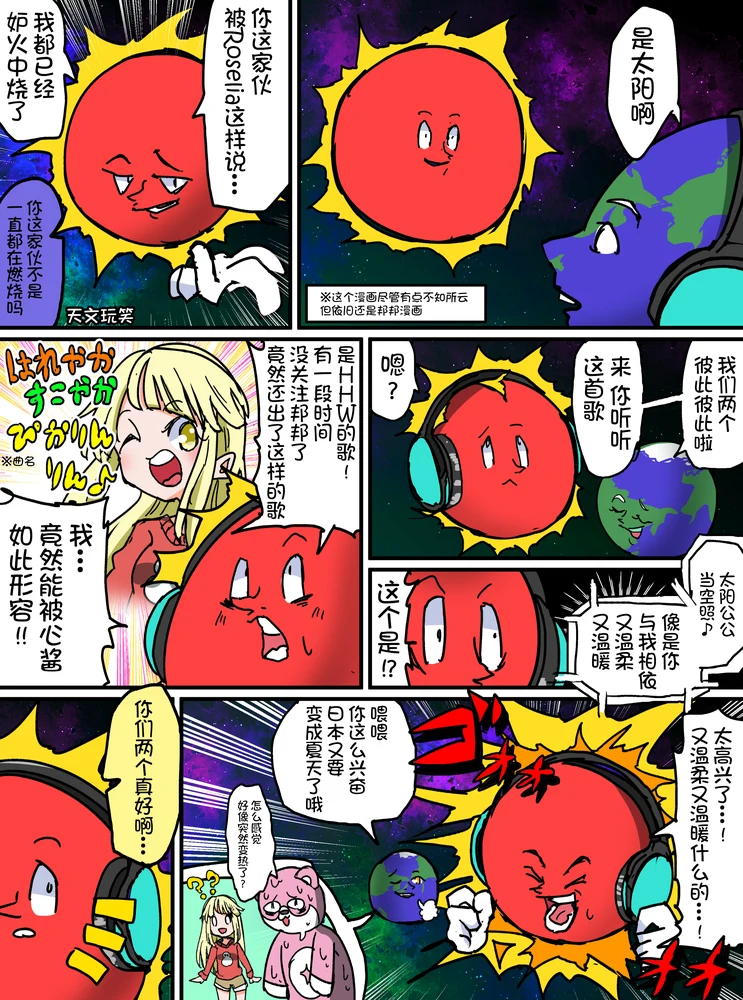 是太阳啊
※这个漫画尽管有点不知所云
但依旧还是邦邦漫画
你这家伙
被Roselia这样说…
我都已经
妒火中烧了
你这家伙不是
一直都在燃烧吗
天文玩笑
我们两个
彼此彼此啦
来 你听听
这首歌
嗯？
太阳公公
当空照♪
像是你
与我相依
又温柔
又温暖
这个是!?
是HHW的歌！
有一段时间
没关注邦邦了
竟然还出了这样的歌
はれやか
すこやか
ぴかりん
りん♪
※曲名
我…
竟然能被心酱
如此形容!!
太高兴了…！
又温柔又温暖什么的…！
ゴ
オオ
オオ
喂喂
你这么兴奋
日本又要
变成夏天了哦
怎么感觉
好像突然变热了？
??
你们两个真好啊…